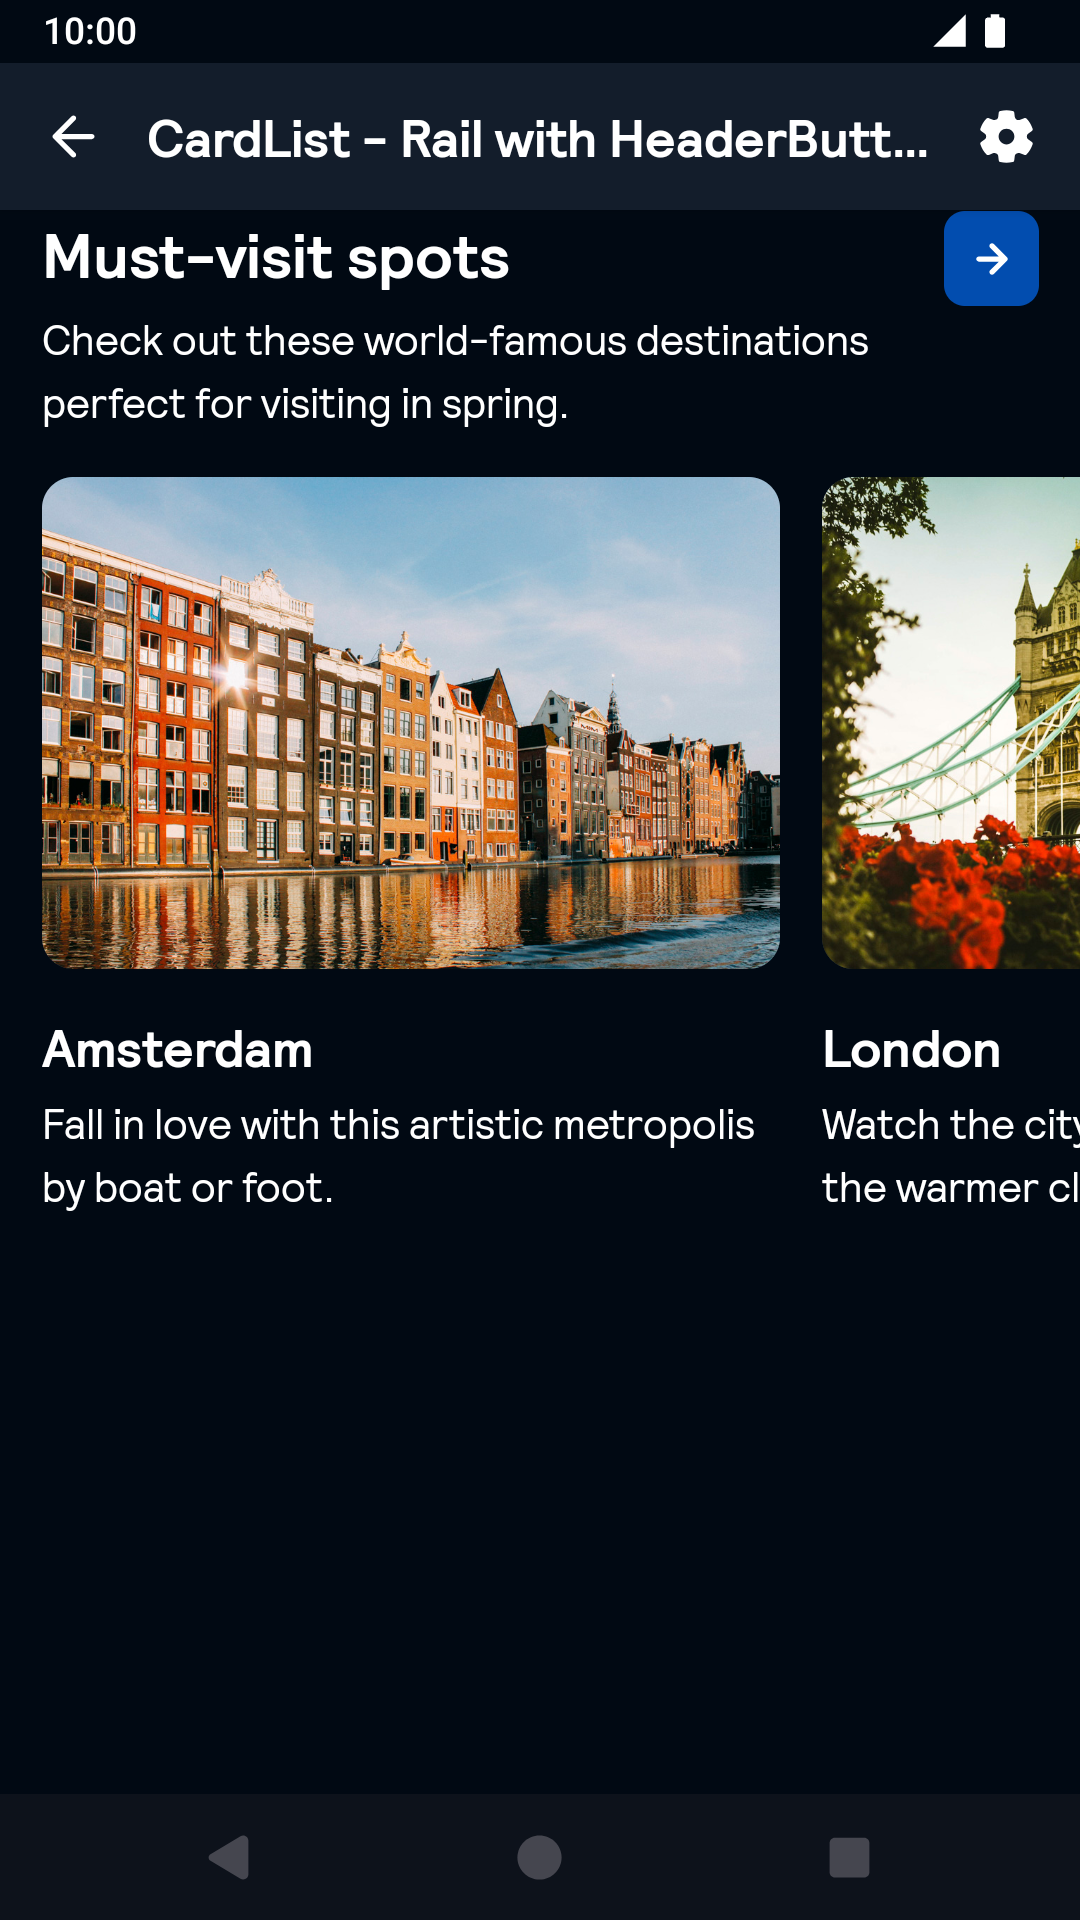 10:00
CardList - Rail with HeaderButt...
Must-visit spots
Check out these world-famous destinations
perfect for visiting in spring.
Amsterdam
Fall in love with this artistic metropolis
by boat or foot.
London
Watch the city
the warmer cl